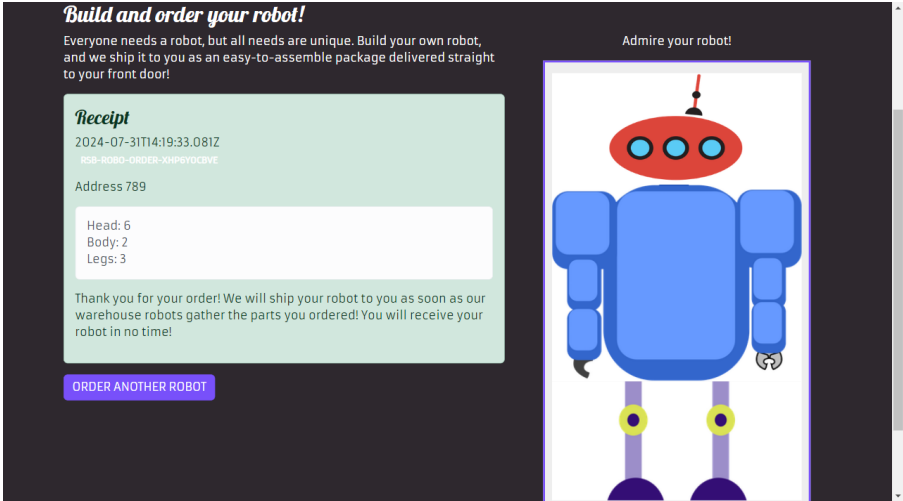 Build and order your robot!
Everyone needs a robot, but all needs are unique. Build your own robot,
and we ship it to you as an easy-to-assemble package delivered straight
to your front door!
Receipt
2024-07-31T14:19:33.081Z
RSB-ROBO-ORDER-XHP6YOCBVE
Address 789
Head: 6
Body: 2
Legs: 3
Thank you for your order! We will ship your robot to you as soon as our
warehouse robots gather the parts you ordered! You will receive your
robot in no time!
ORDER ANOTHER ROBOT
Admire your robot!